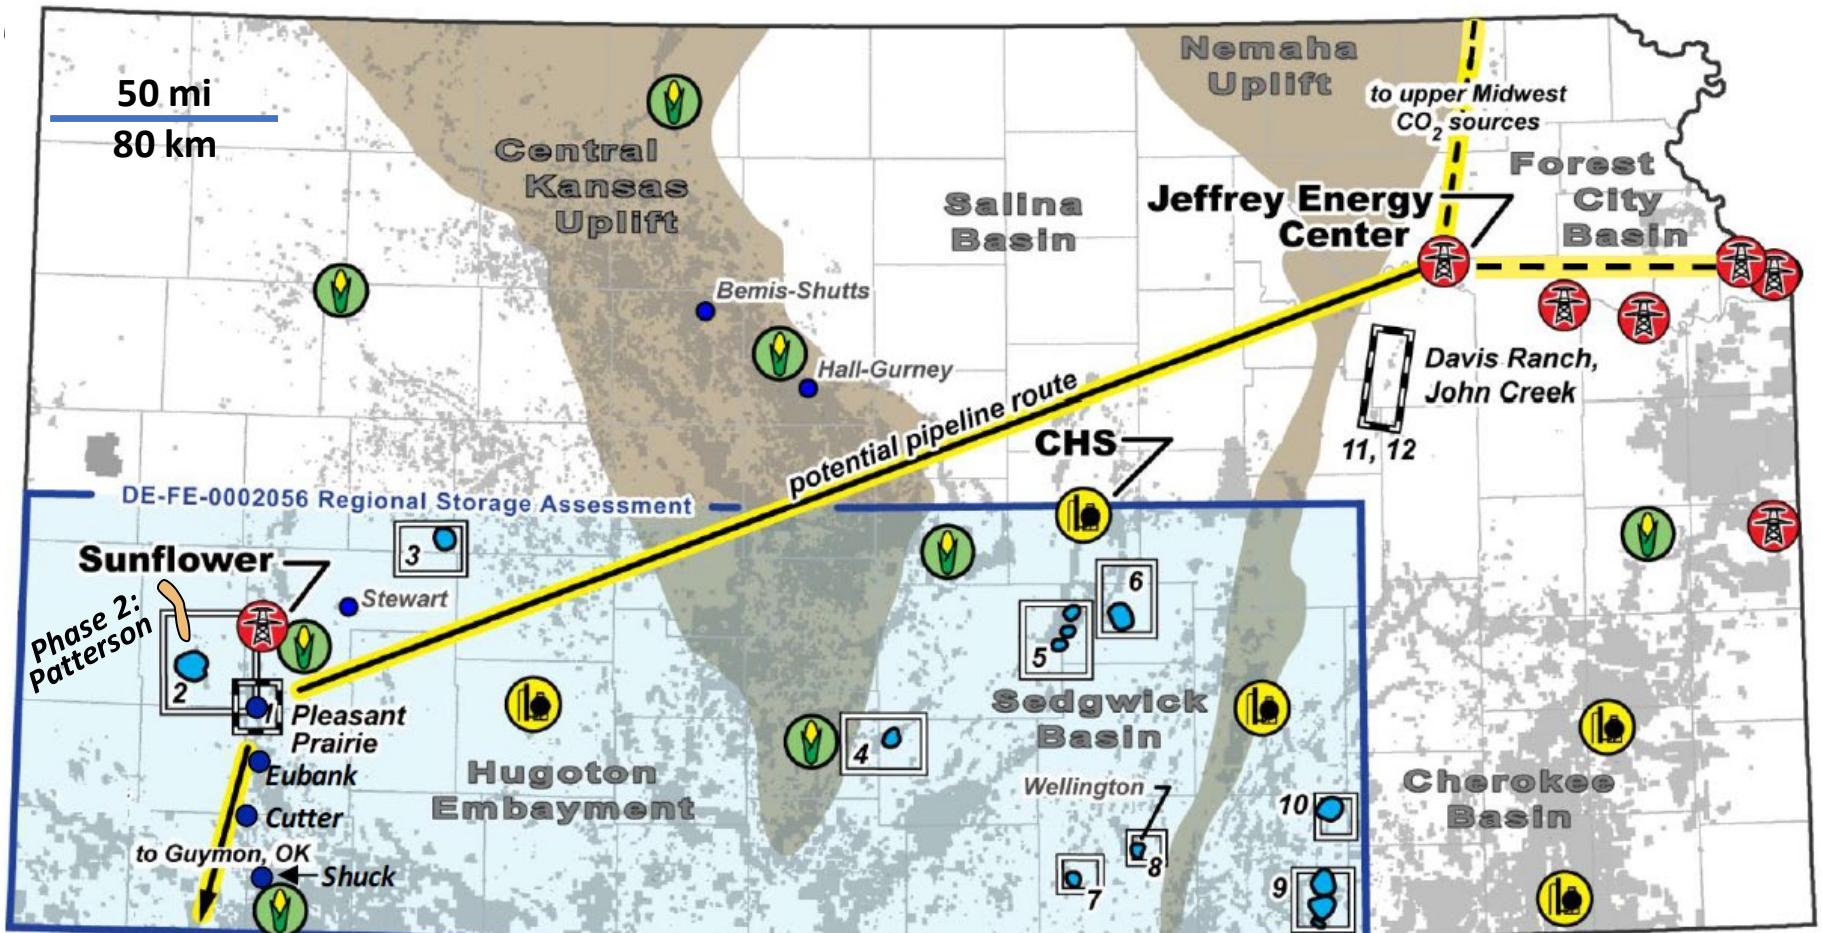 50 mi
80 km
Nemaha
Uplift
to upper Midwest
CO2 sources
Central
Kansas
Uplift
Salina
Basin
Forest
City
Basin
Jeffrey Energy
Center
Bemis-Shutts
Hall-Gurney
Davis Ranch,
John Creek
11, 12
potential pipeline route
CHS
DE-FE-0002056 Regional Storage Assessment
Sunflower
3
Stewart
Phase 2:
Patterson
2
1
Pleasant
Prairie
Eubank
Cutter
to Guymon, OK
Shuck
Hugoton
Embayment
4
5
6
Sedgwick
Basin
Wellington
7
8
10
9
Cherokee
Basin